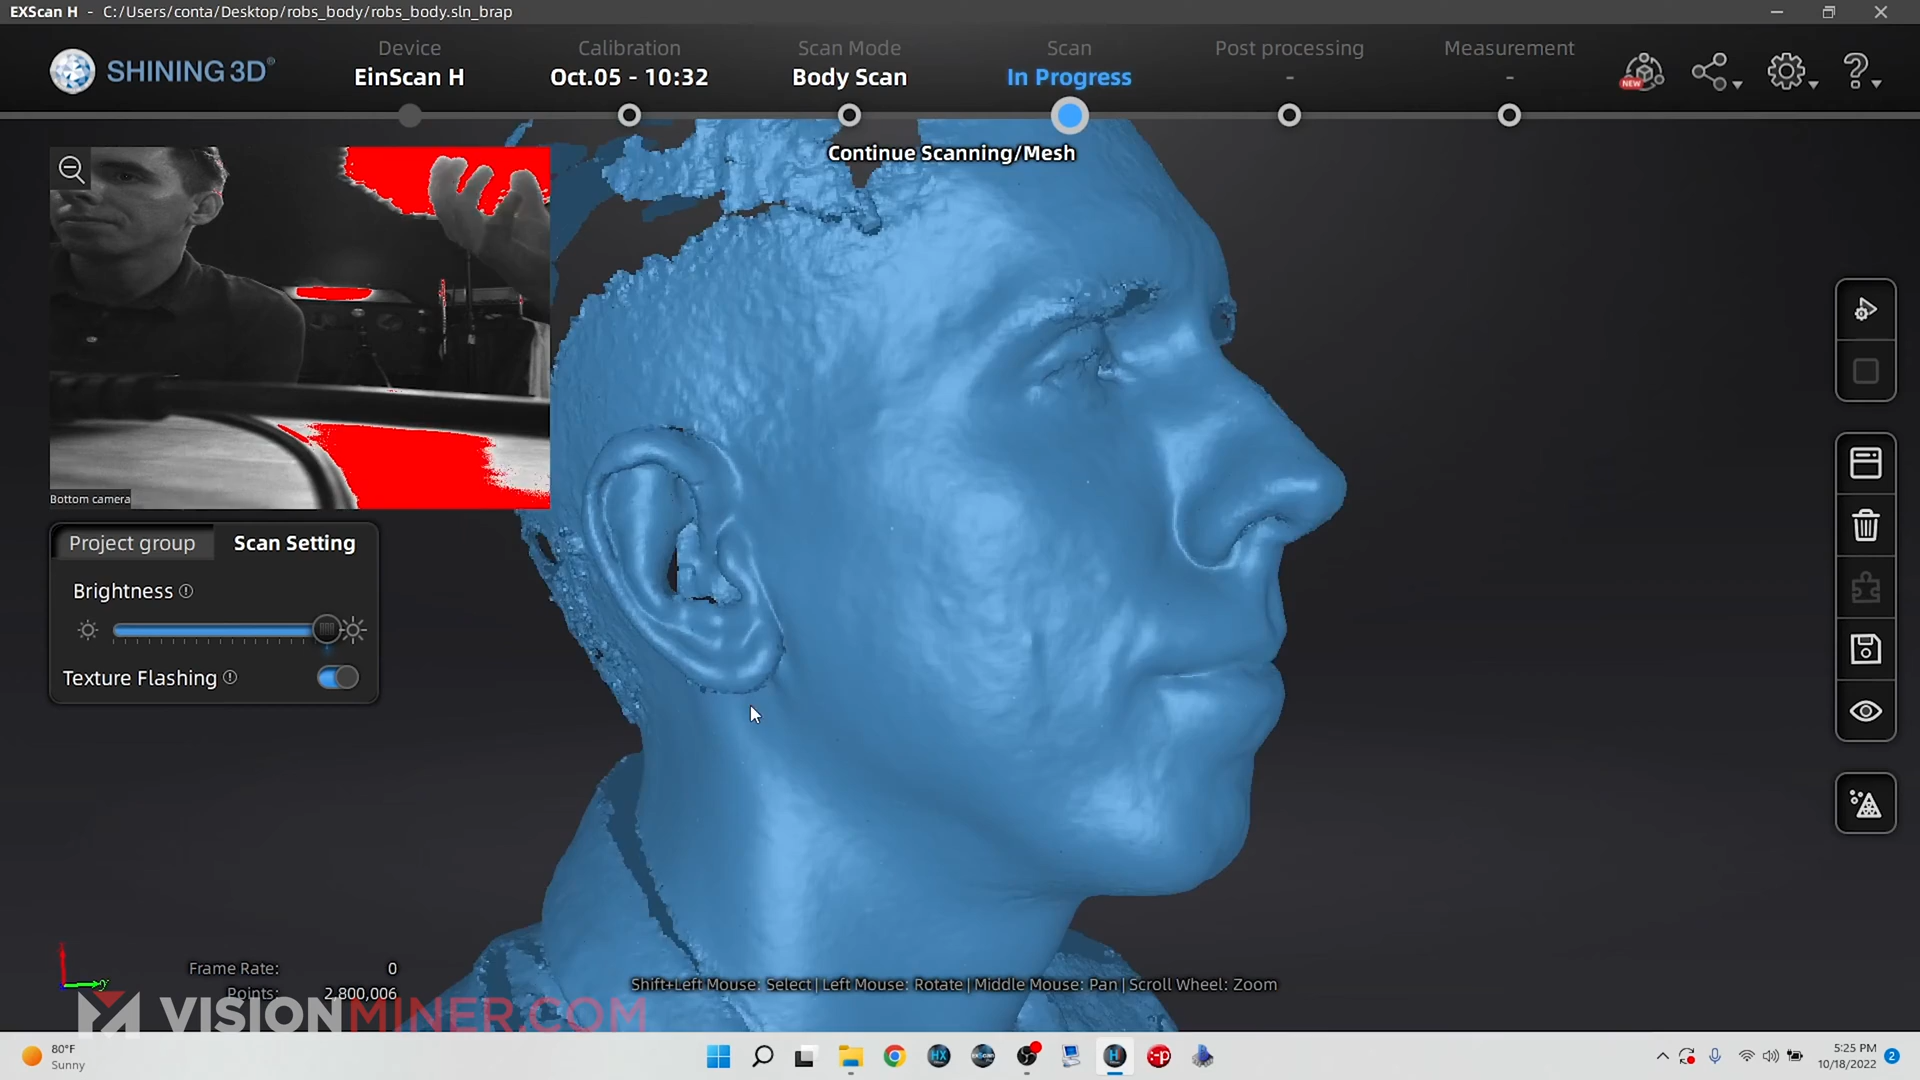 EXScan H - C:/Users/conta/Desktop/robs_body/robs_body.sln_brap
SHINING 3D®
Device
EinScan H
Calibration
Oct.05 - 10:32
Scan Mode
Body Scan
Scan
In Progress
Post processing
-
Measurement
-
NEW
Continue Scanning/Mesh
Bottom camera
Project group
Scan Setting
Brightness
Texture Flashing
Frame Rate: 0
Points: 2,800,006
y
Shift+Left Mouse: Select | Left Mouse: Rotate | Middle Mouse: Pan | Scroll Wheel: Zoom
VISIONMINER.COM
80°F
Sunny
HX
H
:-p
5:25 PM
10/18/2022
2